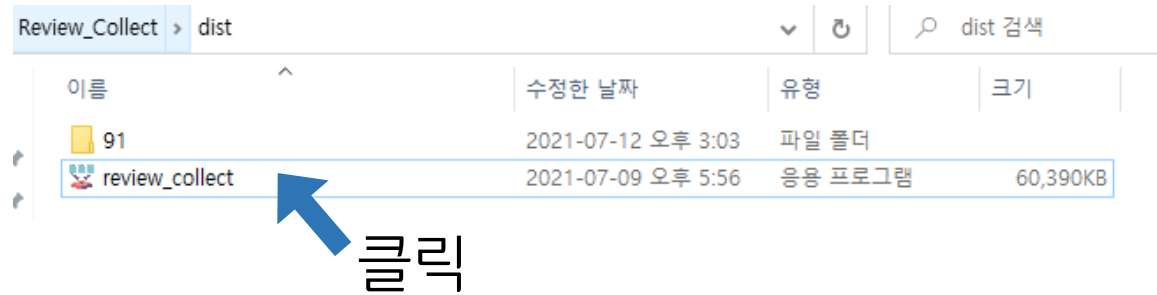 Review_Collect > dist dist 검색
이름 수정한 날짜 유형 크기
91 2021-07-12 오후 3:03 파일 폴더
review_collect 2021-07-09 오후 5:56 응용 프로그램 60,390KB
클릭